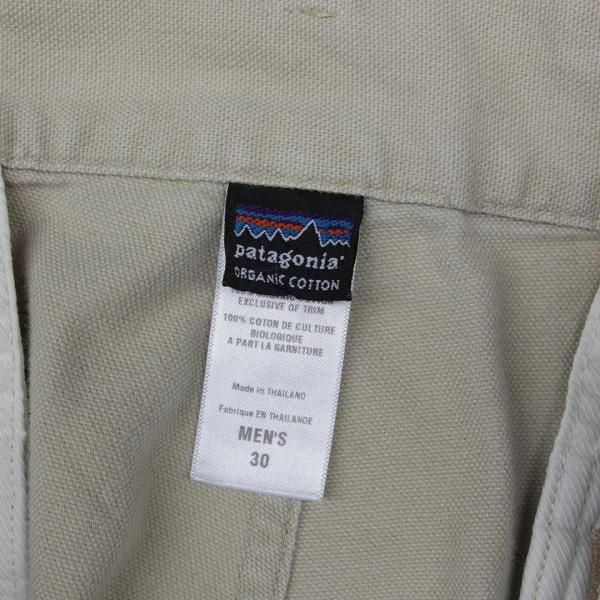 patagonia®
ORGANIC COTTON
EXCLUSIVE OF TRIM
100% COTON DE CULTURE
BIOLOGIQUE
A PART LA GARNITURE
Made in THAILAND
Fabrique EN THAILANDE
MEN'S
30